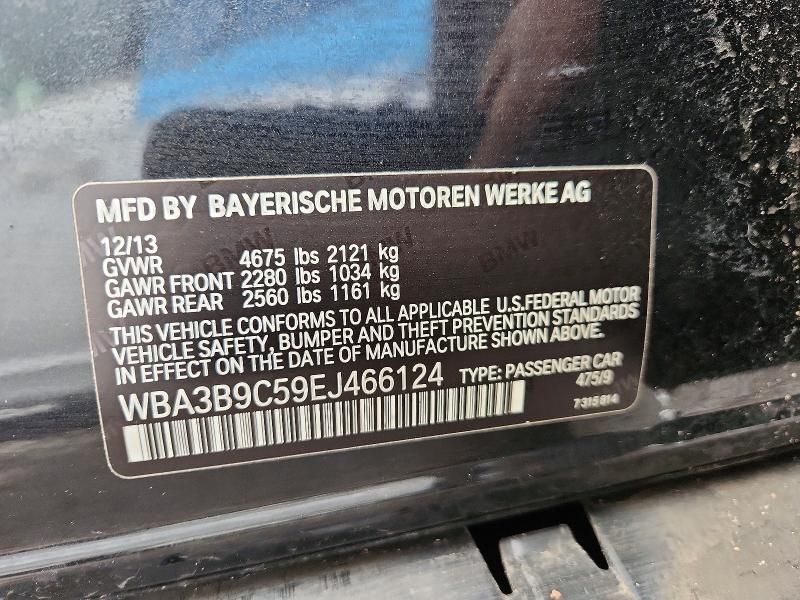 MFD BY BAYERISCHE MOTOREN WERKE AG
12/13
GVWR 4675 lbs 2121 kg
GAWR FRONT 2280 lbs 1034 kg
GAWR REAR 2560 lbs 1161 kg
THIS VEHICLE CONFORMS TO ALL APPLICABLE U.S.FEDERAL MOTOR
VEHICLE SAFETY, BUMPER AND THEFT PREVENTION STANDARDS
IN EFFECT ON THE DATE OF MANUFACTURE SHOWN ABOVE.
WBA3B9C59EJ466124 TYPE: PASSENGER CAR
475/9
7315814